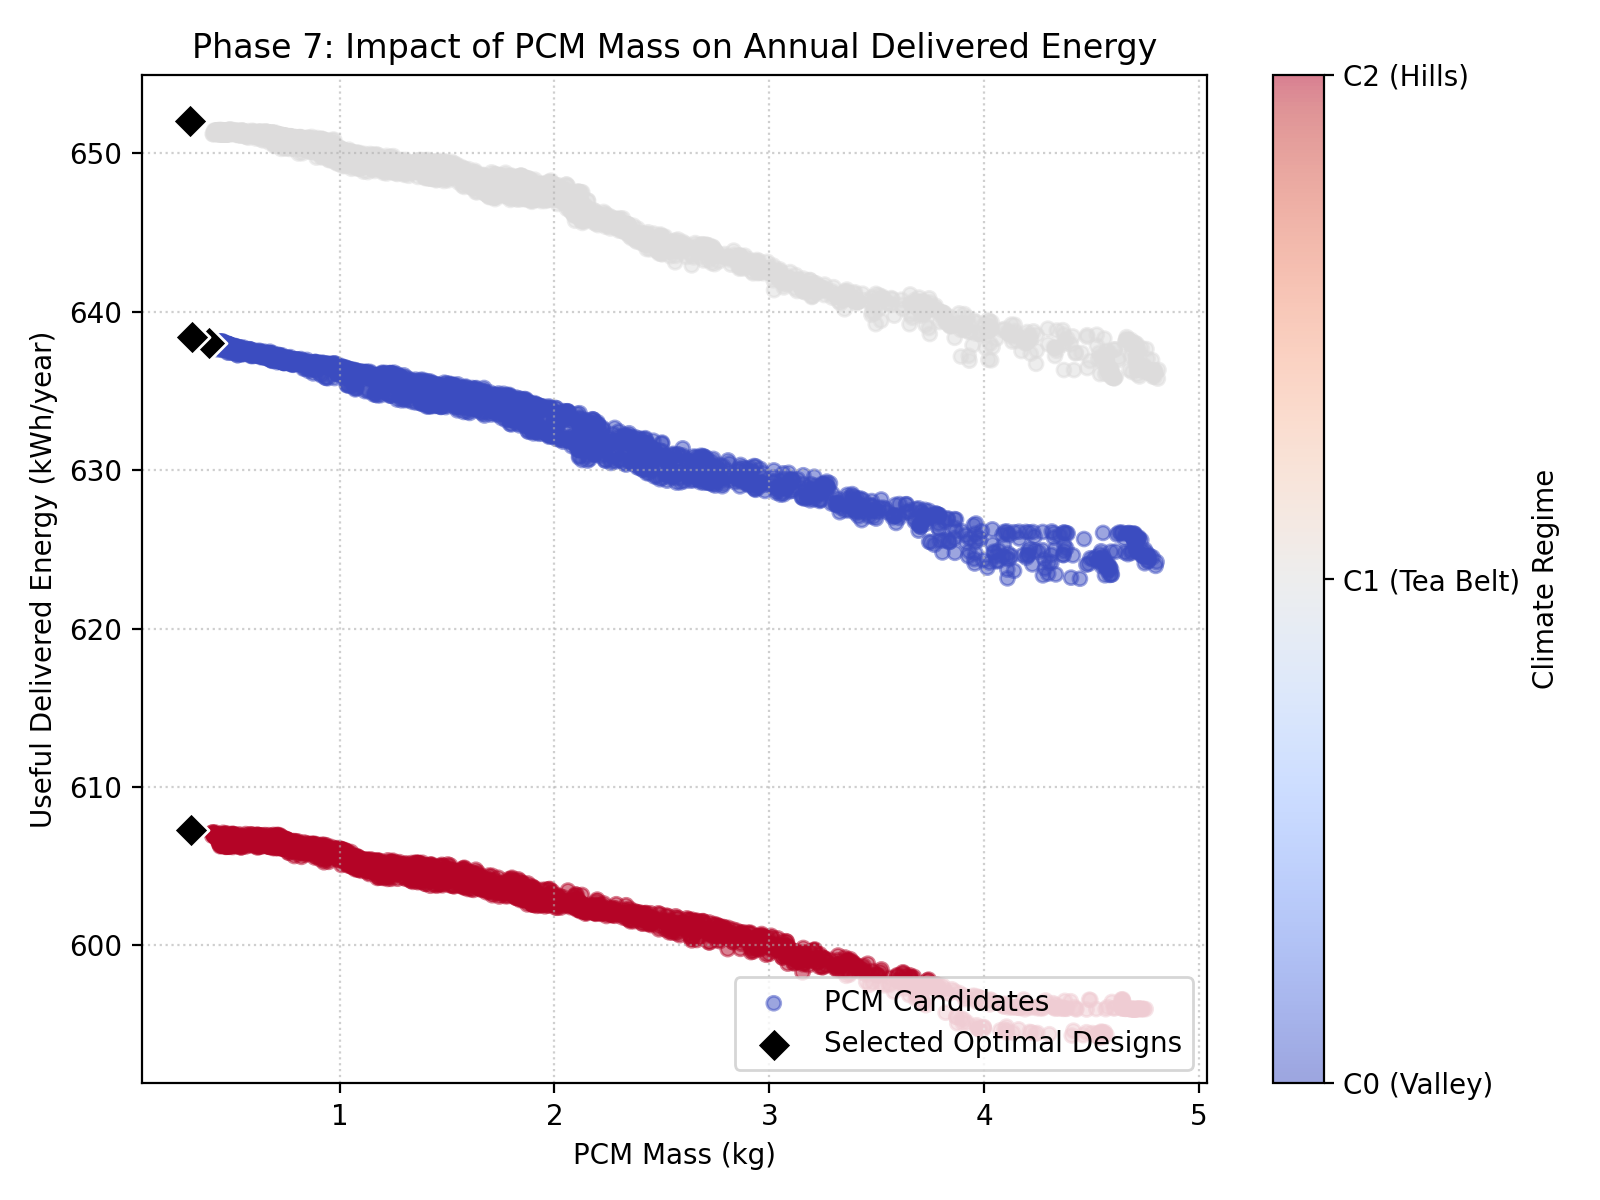 Phase 7: Impact of PCM Mass on Annual Delivered Energy
Useful Delivered Energy (kWh/year)
650
640
630
620
610
600
1
2
3
4
5
PCM Mass (kg)
PCM Candidates
Selected Optimal Designs
C2 (Hills)
C1 (Tea Belt)
C0 (Valley)
Climate Regime